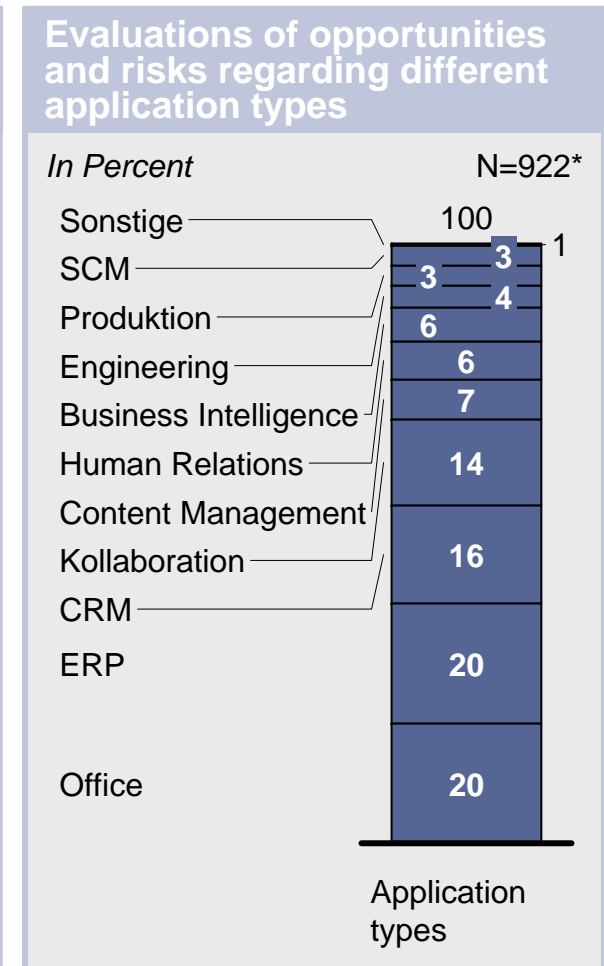 Evaluations of opportunities
and risks regarding different
application types
In Percent
N=922*
Sonstige
100
1
SCM
3
3
Produktion
4
6
Engineering
6
Business Intelligence
7
Human Relations
14
Content Management
Kollaboration
16
CRM
ERP
20
Office
20
Application
types